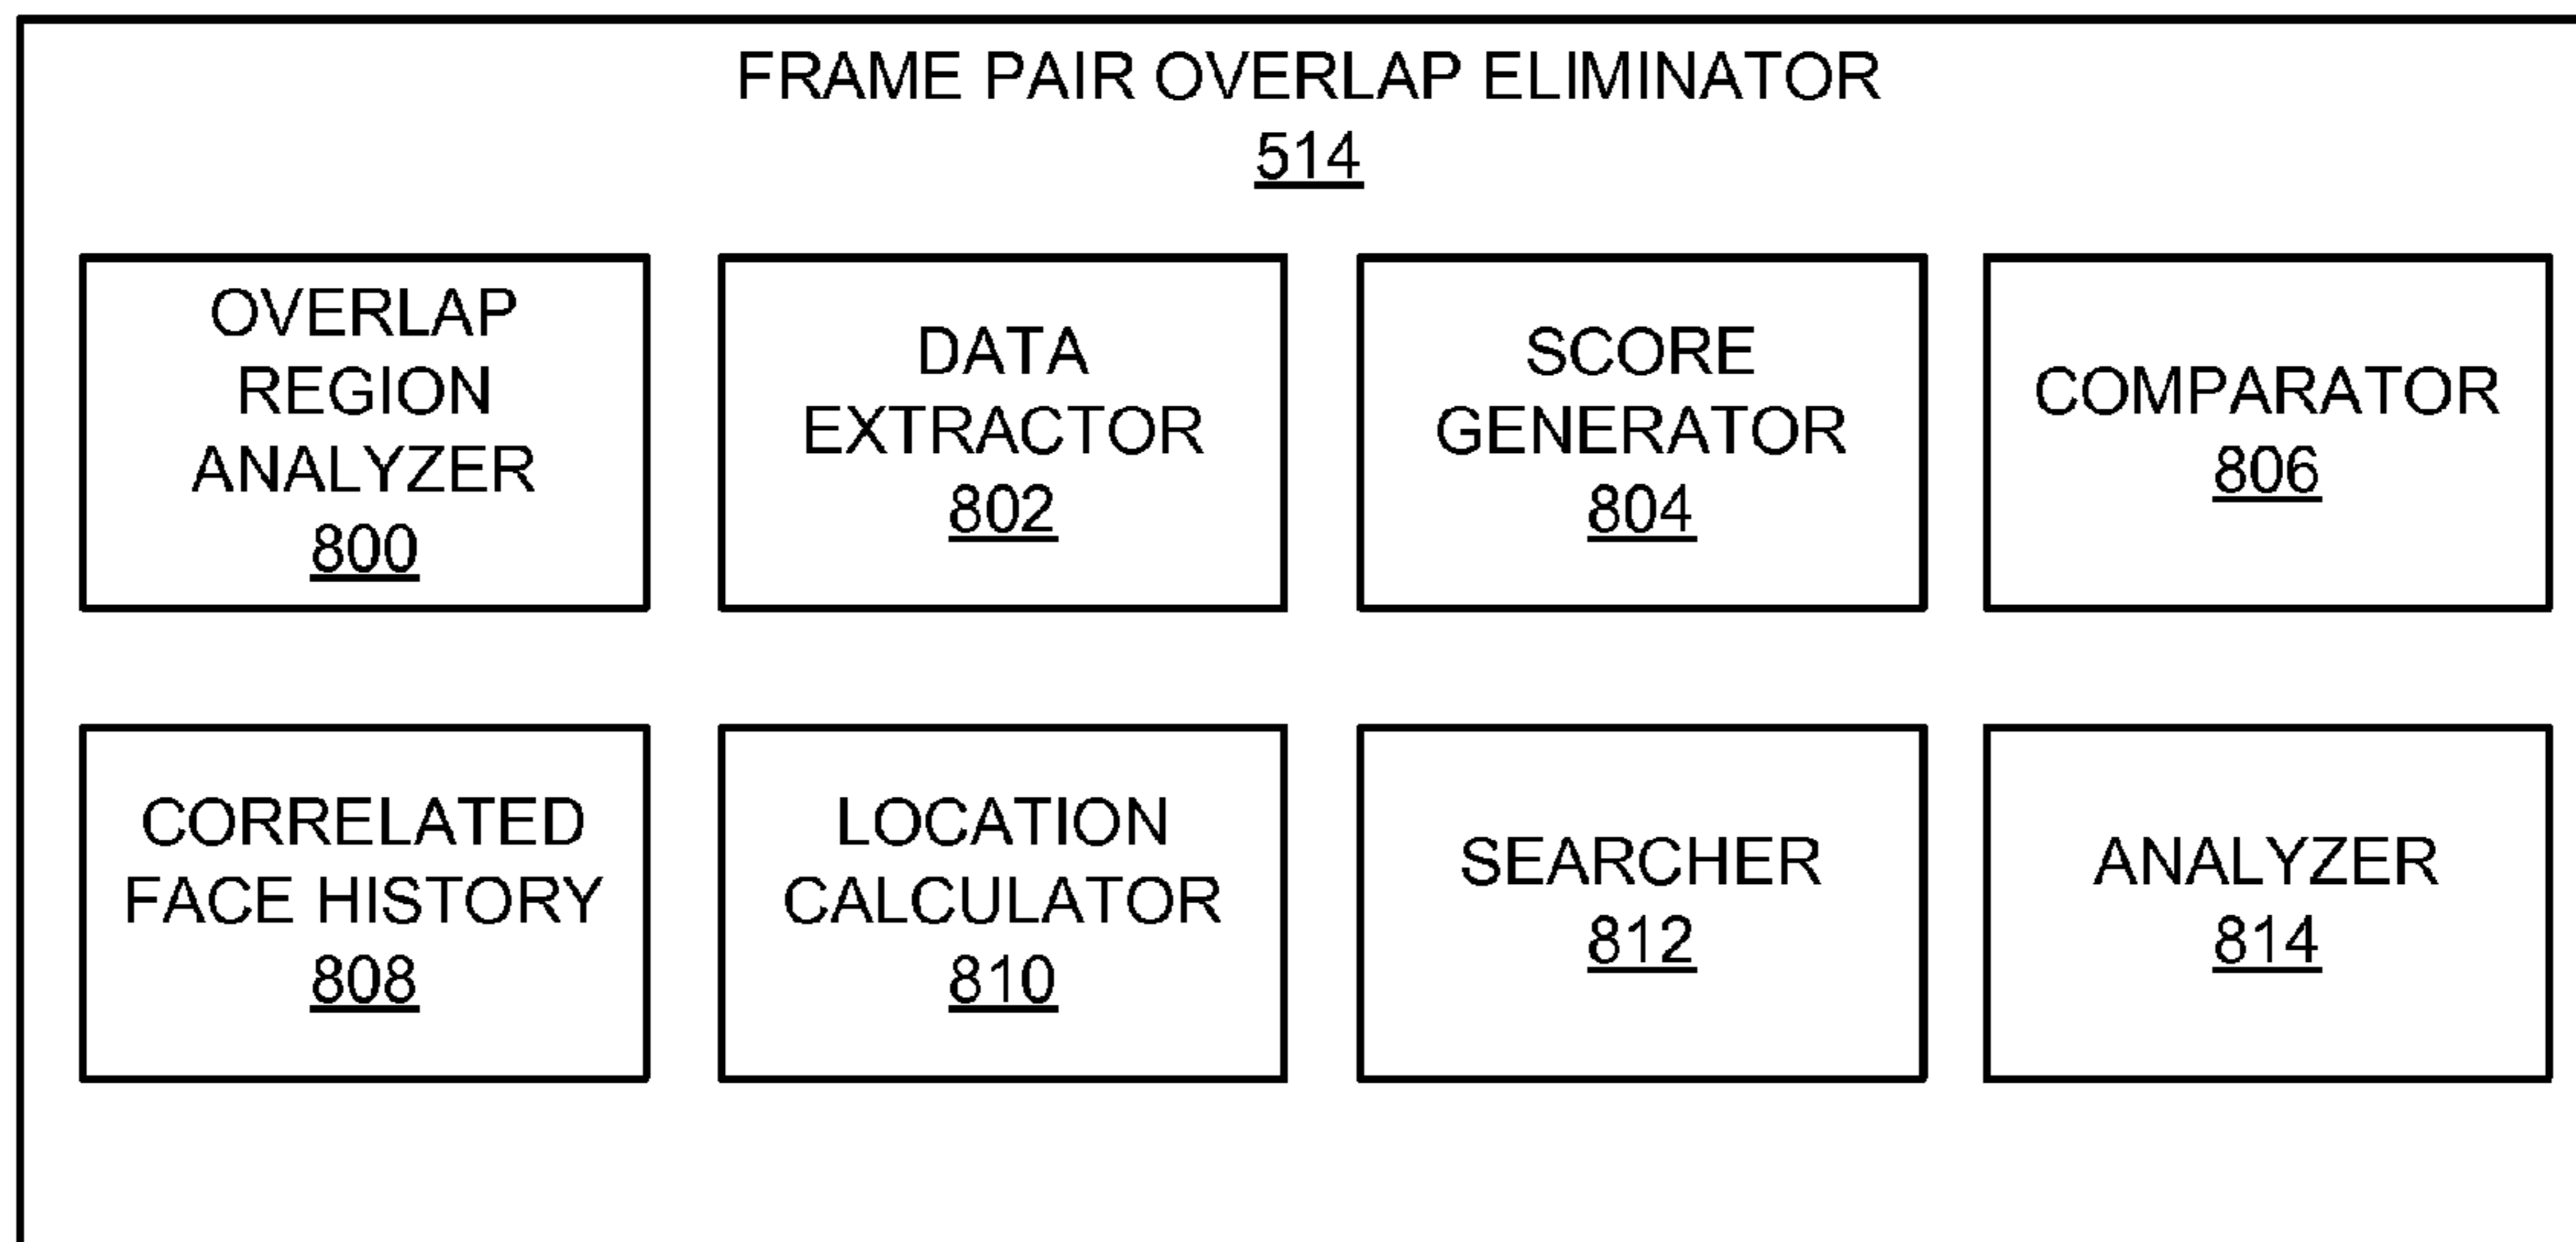 FRAME PAIR OVERLAP ELIMINATOR
514
OVERLAP
REGION
ANALYZER
800
DATA
EXTRACTOR
802
SCORE
GENERATOR
804
COMPARATOR
806
CORRELATED
FACE HISTORY
808
LOCATION
CALCULATOR
810
SEARCHER
812
ANALYZER
814